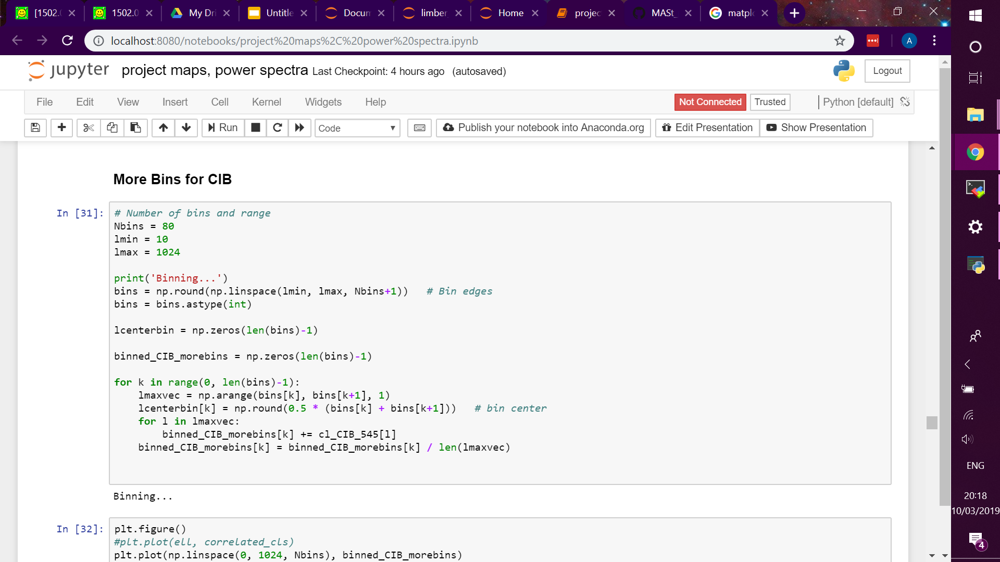 [1502.0
1502.0
My Dri
Untitle
Docum
limber
Home
projec
MASt_
matplo
localhost:8080/notebooks/project%20maps%2C%20power%20spectra.ipynb
A
jupyter project maps, power spectra Last Checkpoint: 4 hours ago (autosaved)
Logout
File Edit View Insert Cell Kernel Widgets Help
Not Connected Trusted Python [default]
Run Code Publish your notebook into Anaconda.org Edit Presentation Show Presentation
More Bins for CIB
In [31]:
# Number of bins and range
Nbins = 80
lmin = 10
lmax = 1024
print('Binning...')
bins = np.round(np.linspace(lmin, lmax, Nbins+1))   # Bin edges
bins = bins.astype(int)
lcenterbin = np.zeros(len(bins)-1)
binned_CIB_morebins = np.zeros(len(bins)-1)
for k in range(0, len(bins)-1):
    lmaxvec = np.arange(bins[k], bins[k+1], 1)
    lcenterbin[k] = np.round(0.5 * (bins[k] + bins[k+1]))   # bin center
    for l in lmaxvec:
        binned_CIB_morebins[k] += cl_CIB_545[l]
    binned_CIB_morebins[k] = binned_CIB_morebins[k] / len(lmaxvec)
Binning...
In [32]:
plt.figure()
#plt.plot(ell, correlated_cls)
plt.plot(np.linspace(0, 1024, Nbins), binned_CIB_morebins)
ENG
20:18
10/03/2019
4